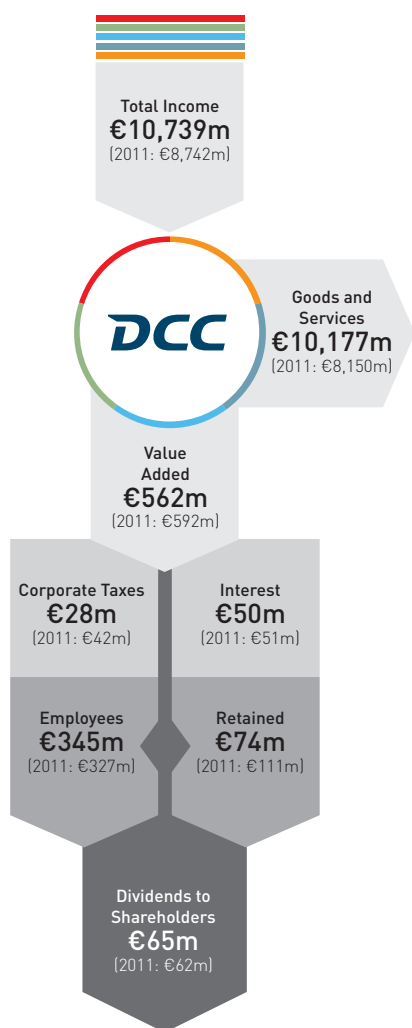 Total Income
€10,739m
(2011: €8,742m)
DCC
Goods and
Services
€10,177m
(2011: €8,150m)
Value
Added
€562m
(2011: €592m)
Corporate Taxes
€28m
(2011: €42m)
Interest
€50m
(2011: €51m)
Employees
€345m
(2011: €327m)
Retained
€74m
(2011: €111m)
Dividends to
Shareholders
€65m
(2011: €62m)